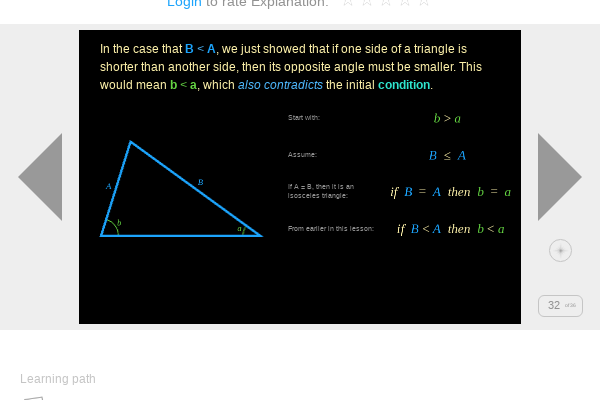 Login to rate Explanation:
In the case that B < A, we just showed that if one side of a triangle is
shorter than another side, then its opposite angle must be smaller. This
would mean b < a, which also contradicts the initial condition.
Start with:
b > a
Assume:
B ≤ A
If A = B, then it is an
isosceles triangle:
if B = A then b = a
From earlier in this lesson:
if B < A then b < a
A
B
b
a
32 of 36
Learning path